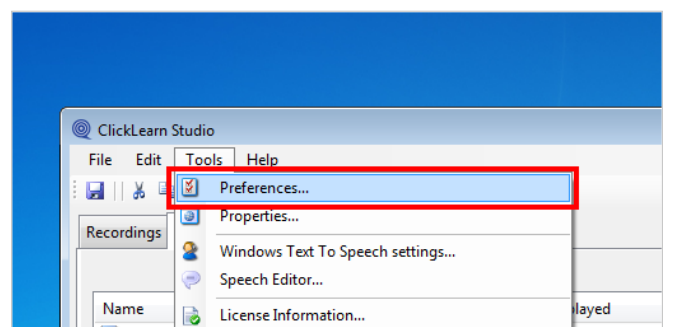 ClickLearn Studio
File Edit Tools Help
Preferences...
Properties...
Recordings
Windows Text To Speech settings...
Speech Editor...
Name
License Information...